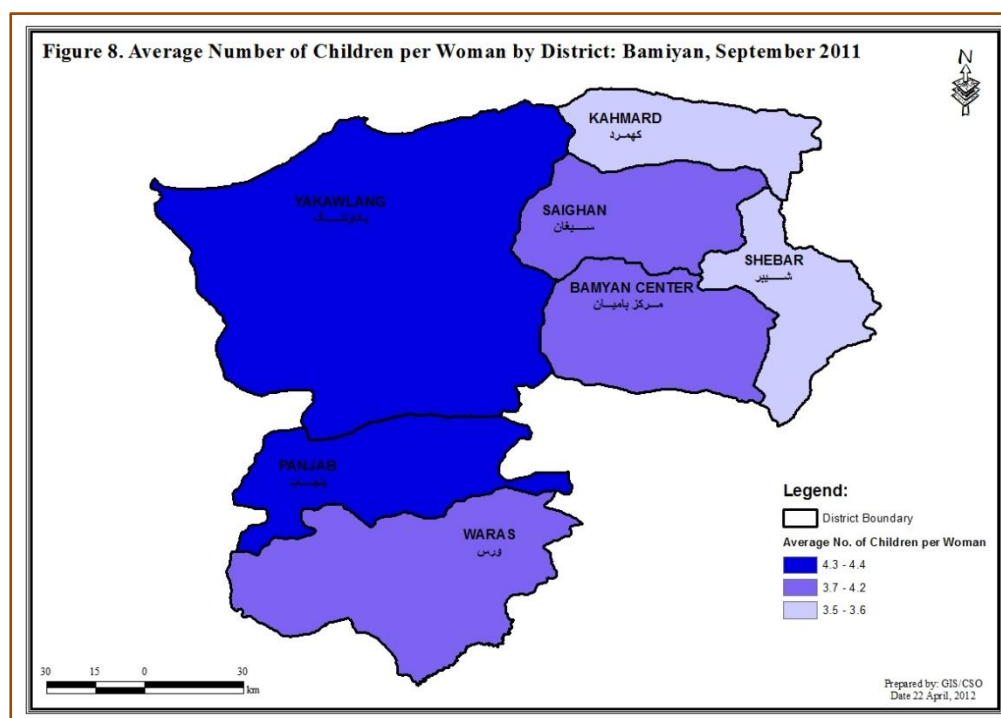 Figure 8. Average Number of Children per Woman by District: Bamiyan, September 2011
N
KAHMARD
کهمرد
YAKAWLANG
SAIGHAN
سیغان
SHEBAR
شیبر
BAMYAN CENTER
مرکز بامیان
PANJAB
پنجاب
WARAS
ورس
Legend:
District Boundary
Average No. of Children per Woman
4.3 - 4.4
3.7 - 4.2
3.5 - 3.6
30 15 0 30
km
Prepared by: GIS/CSO
Date 22 April, 2012